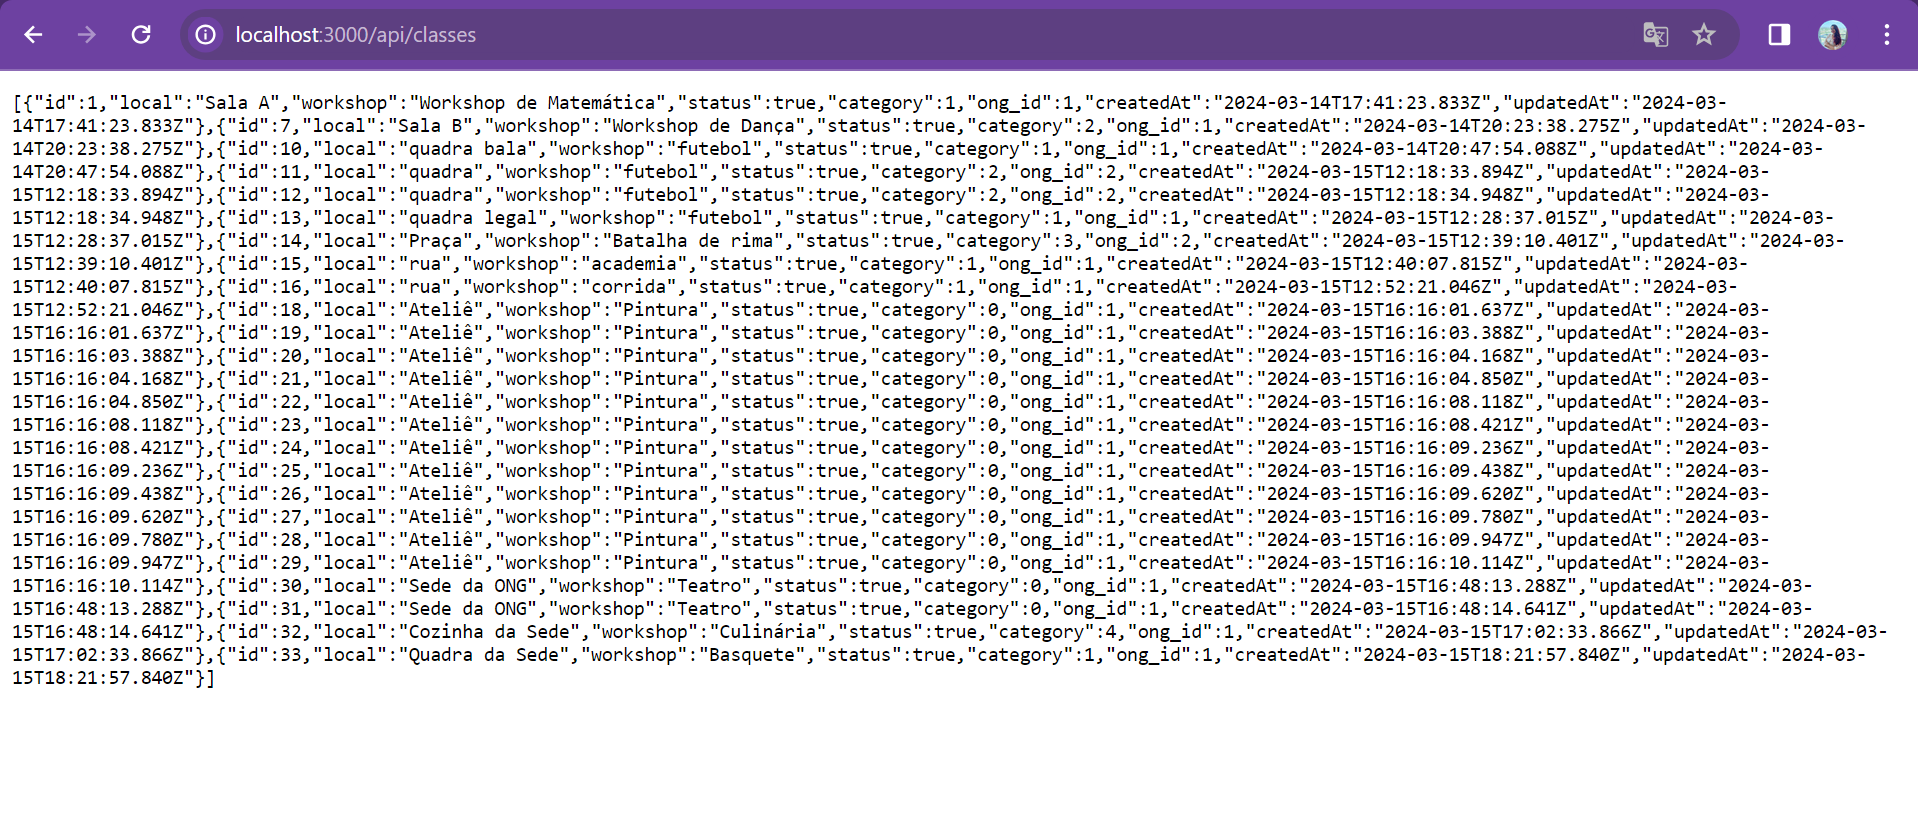 localhost:3000/api/classes
[{"id":1,"local":"Sala A","workshop":"Workshop de Matemática","status":true,"category":1,"ong_id":1,"createdAt":"2024-03-14T17:41:23.833Z","updatedAt":"2024-03-
14T17:41:23.833Z"},{"id":7,"local":"Sala B","workshop":"Workshop de Dança","status":true,"category":2,"ong_id":1,"createdAt":"2024-03-14T20:23:38.275Z","updatedAt":"2024-03-
14T20:23:38.275Z"},{"id":10,"local":"quadra bala","workshop":"futebol","status":true,"category":1,"ong_id":1,"createdAt":"2024-03-14T20:47:54.088Z","updatedAt":"2024-03-
14T20:47:54.088Z"},{"id":11,"local":"quadra","workshop":"futebol","status":true,"category":2,"ong_id":2,"createdAt":"2024-03-15T12:18:33.894Z","updatedAt":"2024-03-
15T12:18:33.894Z"},{"id":12,"local":"quadra","workshop":"futebol","status":true,"category":2,"ong_id":2,"createdAt":"2024-03-15T12:18:34.948Z","updatedAt":"2024-03-
15T12:18:34.948Z"},{"id":13,"local":"quadra legal","workshop":"futebol","status":true,"category":1,"ong_id":1,"createdAt":"2024-03-15T12:28:37.015Z","updatedAt":"2024-03-
15T12:28:37.015Z"},{"id":14,"local":"Praça","workshop":"Batalha de rima","status":true,"category":3,"ong_id":2,"createdAt":"2024-03-15T12:39:10.401Z","updatedAt":"2024-03-
15T12:39:10.401Z"},{"id":15,"local":"rua","workshop":"academia","status":true,"category":1,"ong_id":1,"createdAt":"2024-03-15T12:40:07.815Z","updatedAt":"2024-03-
15T12:40:07.815Z"},{"id":16,"local":"rua","workshop":"corrida","status":true,"category":1,"ong_id":1,"createdAt":"2024-03-15T12:52:21.046Z","updatedAt":"2024-03-
15T12:52:21.046Z"},{"id":18,"local":"Ateliê","workshop":"Pintura","status":true,"category":0,"ong_id":1,"createdAt":"2024-03-15T16:16:01.637Z","updatedAt":"2024-03-
15T16:16:01.637Z"},{"id":19,"local":"Ateliê","workshop":"Pintura","status":true,"category":0,"ong_id":1,"createdAt":"2024-03-15T16:16:03.388Z","updatedAt":"2024-03-
15T16:16:03.388Z"},{"id":20,"local":"Ateliê","workshop":"Pintura","status":true,"category":0,"ong_id":1,"createdAt":"2024-03-15T16:16:04.168Z","updatedAt":"2024-03-
15T16:16:04.168Z"},{"id":21,"local":"Ateliê","workshop":"Pintura","status":true,"category":0,"ong_id":1,"createdAt":"2024-03-15T16:16:04.850Z","updatedAt":"2024-03-
15T16:16:04.850Z"},{"id":22,"local":"Ateliê","workshop":"Pintura","status":true,"category":0,"ong_id":1,"createdAt":"2024-03-15T16:16:08.118Z","updatedAt":"2024-03-
15T16:16:08.118Z"},{"id":23,"local":"Ateliê","workshop":"Pintura","status":true,"category":0,"ong_id":1,"createdAt":"2024-03-15T16:16:08.421Z","updatedAt":"2024-03-
15T16:16:08.421Z"},{"id":24,"local":"Ateliê","workshop":"Pintura","status":true,"category":0,"ong_id":1,"createdAt":"2024-03-15T16:16:09.236Z","updatedAt":"2024-03-
15T16:16:09.236Z"},{"id":25,"local":"Ateliê","workshop":"Pintura","status":true,"category":0,"ong_id":1,"createdAt":"2024-03-15T16:16:09.438Z","updatedAt":"2024-03-
15T16:16:09.438Z"},{"id":26,"local":"Ateliê","workshop":"Pintura","status":true,"category":0,"ong_id":1,"createdAt":"2024-03-15T16:16:09.620Z","updatedAt":"2024-03-
15T16:16:09.620Z"},{"id":27,"local":"Ateliê","workshop":"Pintura","status":true,"category":0,"ong_id":1,"createdAt":"2024-03-15T16:16:09.780Z","updatedAt":"2024-03-
15T16:16:09.780Z"},{"id":28,"local":"Ateliê","workshop":"Pintura","status":true,"category":0,"ong_id":1,"createdAt":"2024-03-15T16:16:09.947Z","updatedAt":"2024-03-
15T16:16:09.947Z"},{"id":29,"local":"Ateliê","workshop":"Pintura","status":true,"category":0,"ong_id":1,"createdAt":"2024-03-15T16:16:10.114Z","updatedAt":"2024-03-
15T16:16:10.114Z"},{"id":30,"local":"Sede da ONG","workshop":"Teatro","status":true,"category":0,"ong_id":1,"createdAt":"2024-03-15T16:48:13.288Z","updatedAt":"2024-03-
15T16:48:13.288Z"},{"id":31,"local":"Sede da ONG","workshop":"Teatro","status":true,"category":0,"ong_id":1,"createdAt":"2024-03-15T16:48:14.641Z","updatedAt":"2024-03-
15T16:48:14.641Z"},{"id":32,"local":"Cozinha da Sede","workshop":"Culinária","status":true,"category":4,"ong_id":1,"createdAt":"2024-03-15T17:02:33.866Z","updatedAt":"2024-03-
15T17:02:33.866Z"},{"id":33,"local":"Quadra da Sede","workshop":"Basquete","status":true,"category":1,"ong_id":1,"createdAt":"2024-03-15T18:21:57.840Z","updatedAt":"2024-03-
15T18:21:57.840Z"}]